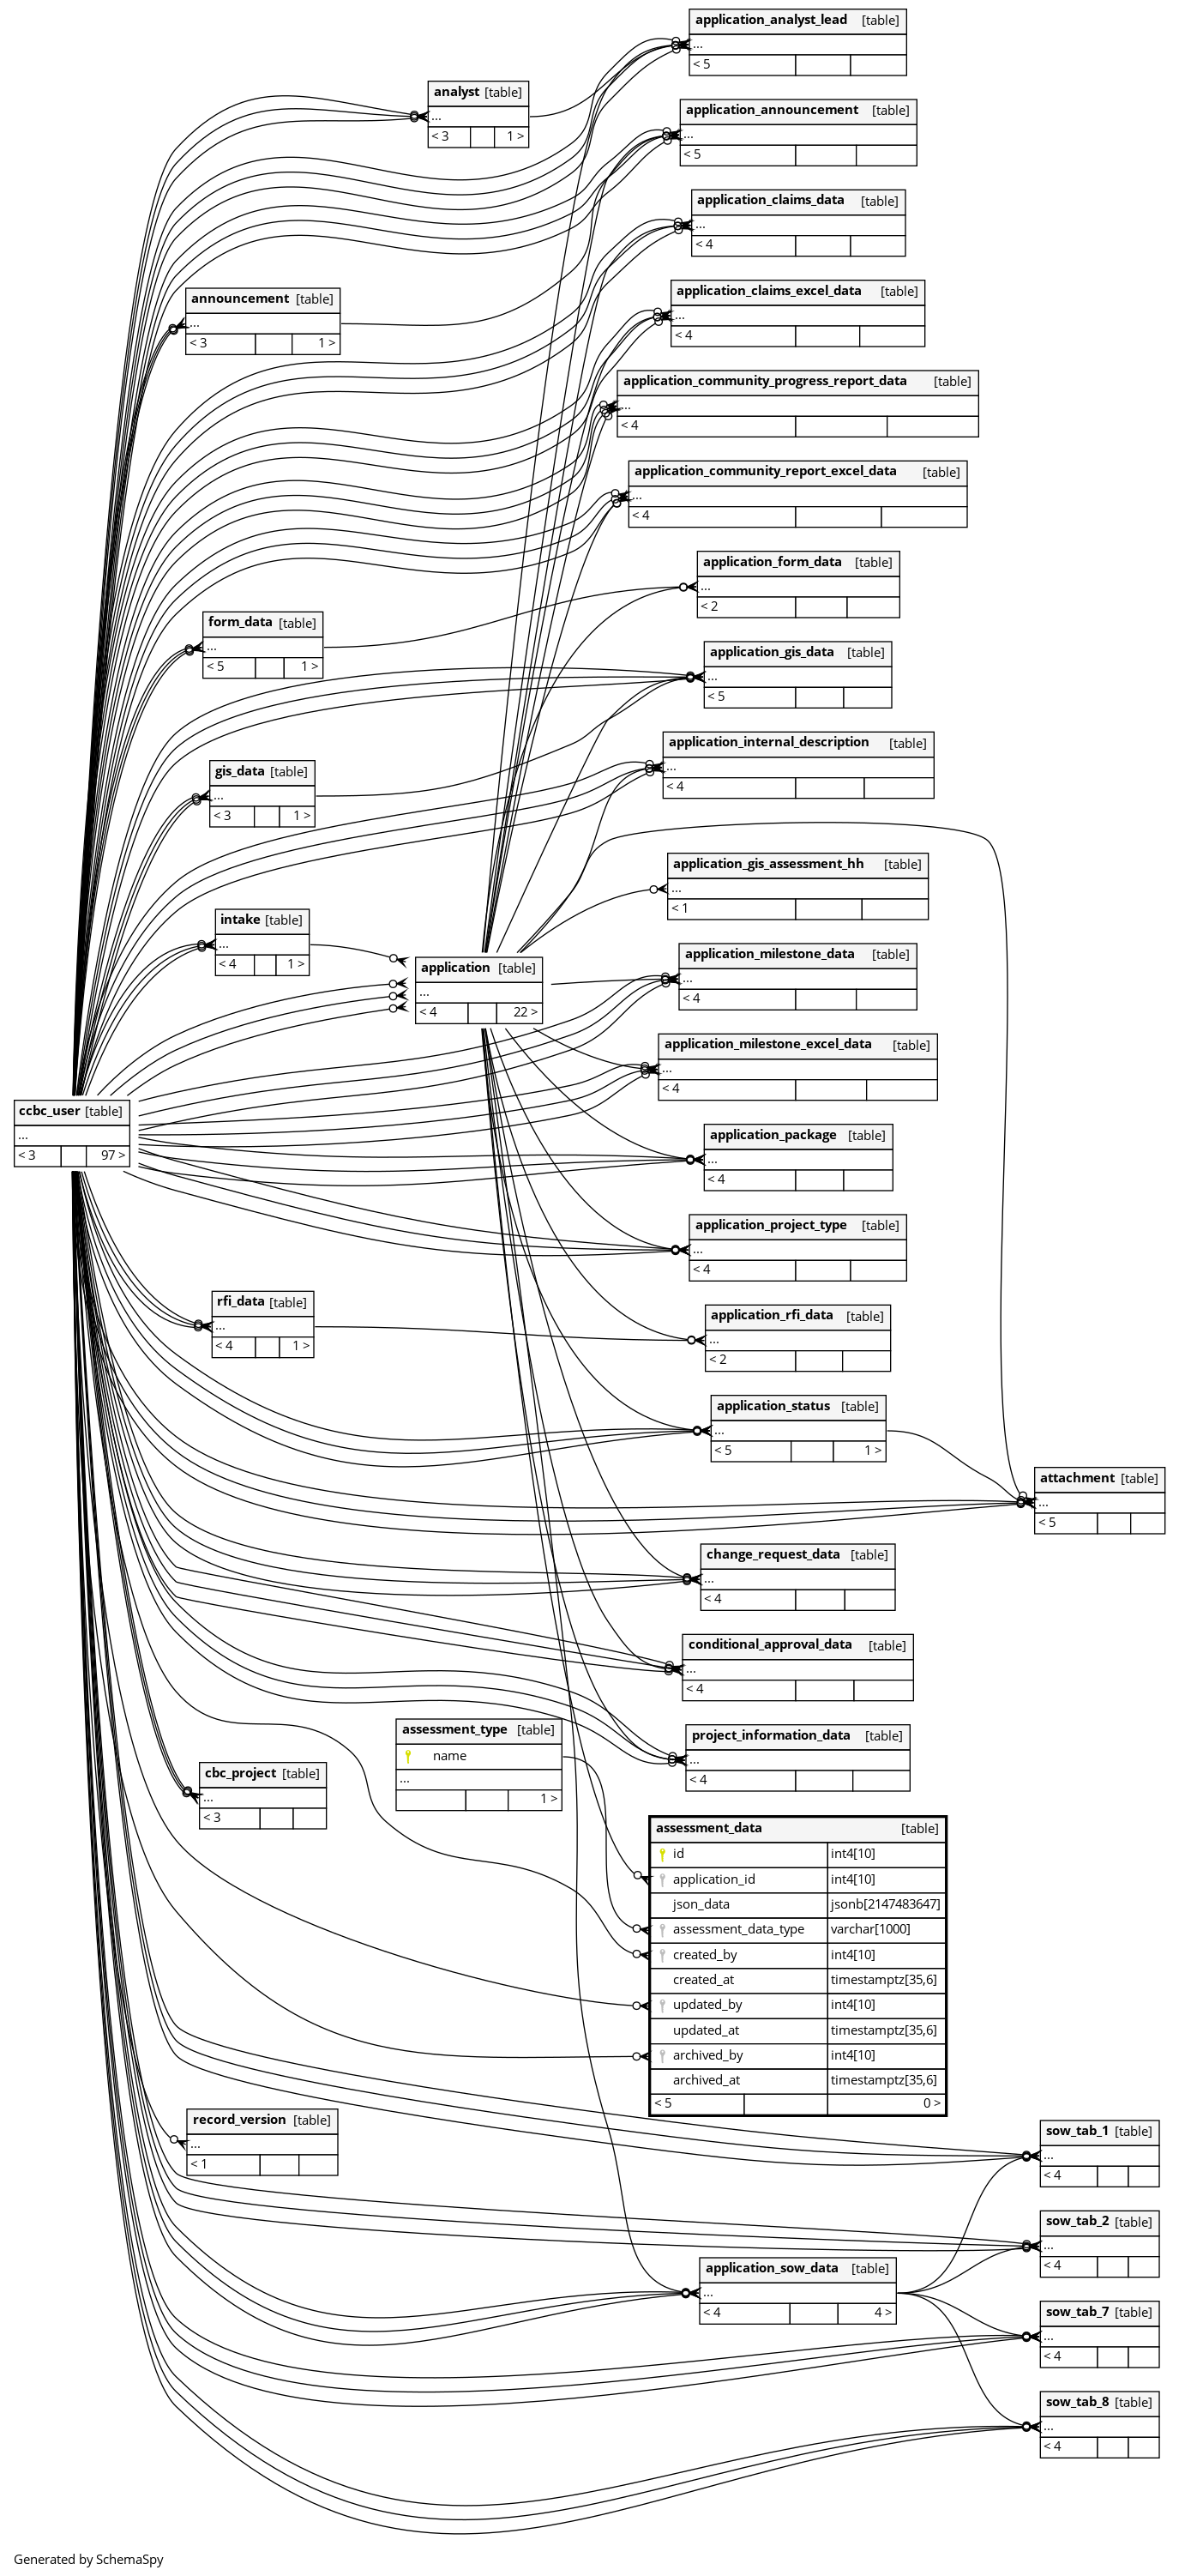 application_analyst_lead [table]
...
< 5
analyst [table]
...
< 3 1 >
application_announcement [table]
...
< 5
application_claims_data [table]
...
< 4
announcement [table]
...
< 3 1 >
application_claims_excel_data [table]
...
< 4
application_community_progress_report_data [table]
...
< 4
application_community_report_excel_data [table]
...
< 4
application_form_data [table]
...
< 2
form_data [table]
...
< 5 1 >
application_gis_data [table]
...
< 5
application_internal_description [table]
...
< 4
gis_data [table]
...
< 3 1 >
application_gis_assessment_hh [table]
...
< 1
intake [table]
...
< 4 1 >
application [table]
...
< 4 22 >
application_milestone_data [table]
...
< 4
application_milestone_excel_data [table]
...
< 4
ccbc_user [table]
...
< 3 97 >
application_package [table]
...
< 4
application_project_type [table]
...
< 4
rfi_data [table]
...
< 4 1 >
application_rfi_data [table]
...
< 2
application_status [table]
...
< 5 1 >
attachment [table]
...
< 5
change_request_data [table]
...
< 4
conditional_approval_data [table]
...
< 4
assessment_type [table]
name
...
1 >
project_information_data [table]
...
< 4
cbc_project [table]
...
< 3
assessment_data [table]
id int4[10]
application_id int4[10]
json_data jsonb[2147483647]
assessment_data_type varchar[1000]
created_by int4[10]
created_at timestamptz[35,6]
updated_by int4[10]
updated_at timestamptz[35,6]
archived_by int4[10]
archived_at timestamptz[35,6]
< 5 0 >
record_version [table]
...
< 1
sow_tab_1 [table]
...
< 4
sow_tab_2 [table]
...
< 4
application_sow_data [table]
...
< 4 4 >
sow_tab_7 [table]
...
< 4
sow_tab_8 [table]
...
< 4
Generated by SchemaSpy